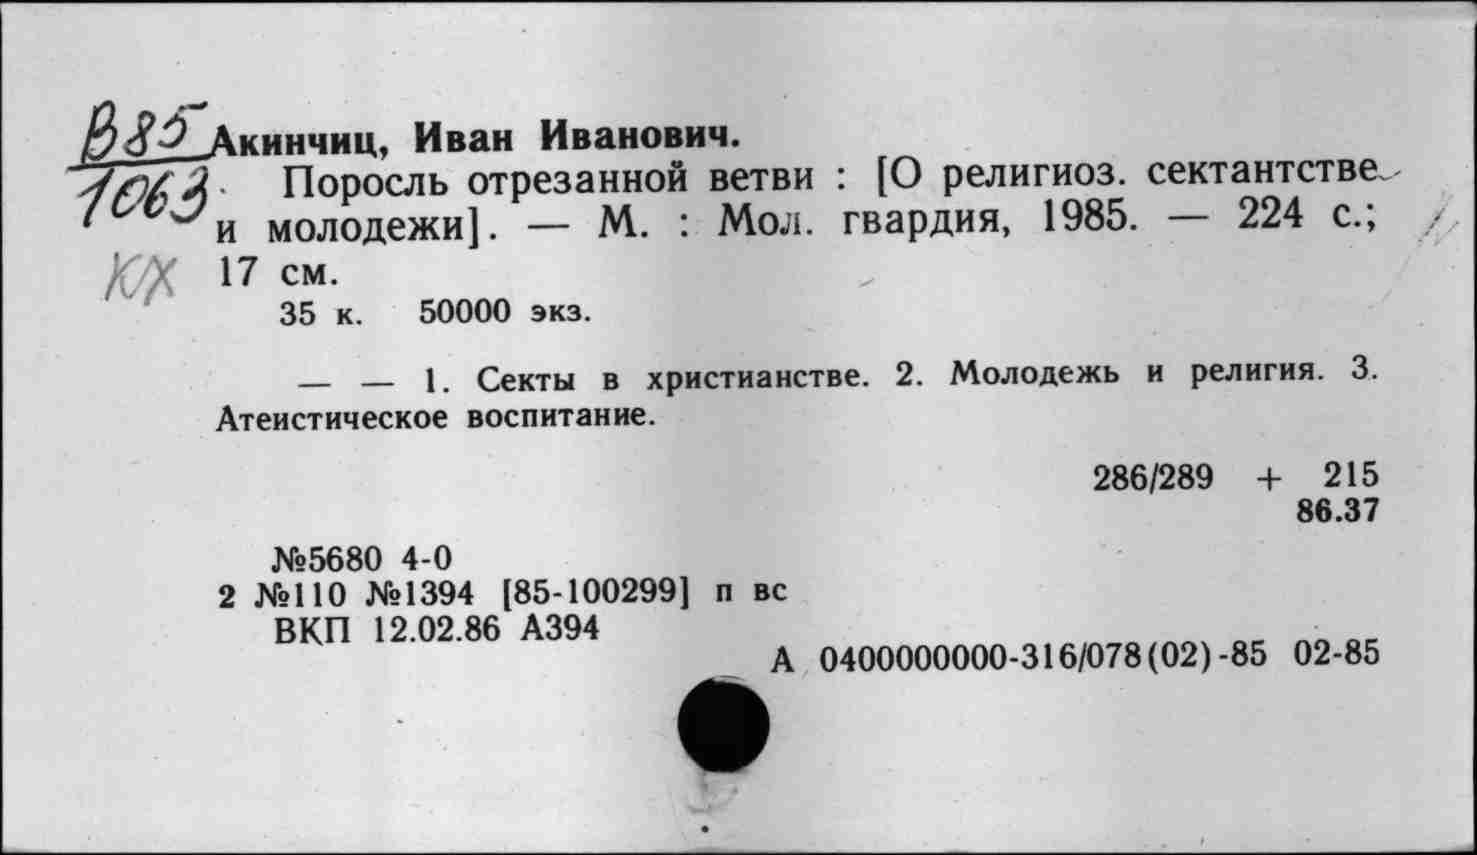 В85 Акинчиц, Иван Иванович.
1063 Поросль отрезанной ветви : [О религиоз. сектантстве
и молодежи]. — М. : Мол. гвардия, 1985. — 224 с.;
КХ 17 см.
35 к. 50000 экз.
— — 1. Секты в христианстве. 2. Молодежь и религия. 3.
Атеистическое воспитание.
286/289 + 215
86.37
№5680 4-0
2 №110 №1394 [85-100299] п вс
ВКП 12.02.86 А394
А 0400000000-316/078(02)-85 02-85